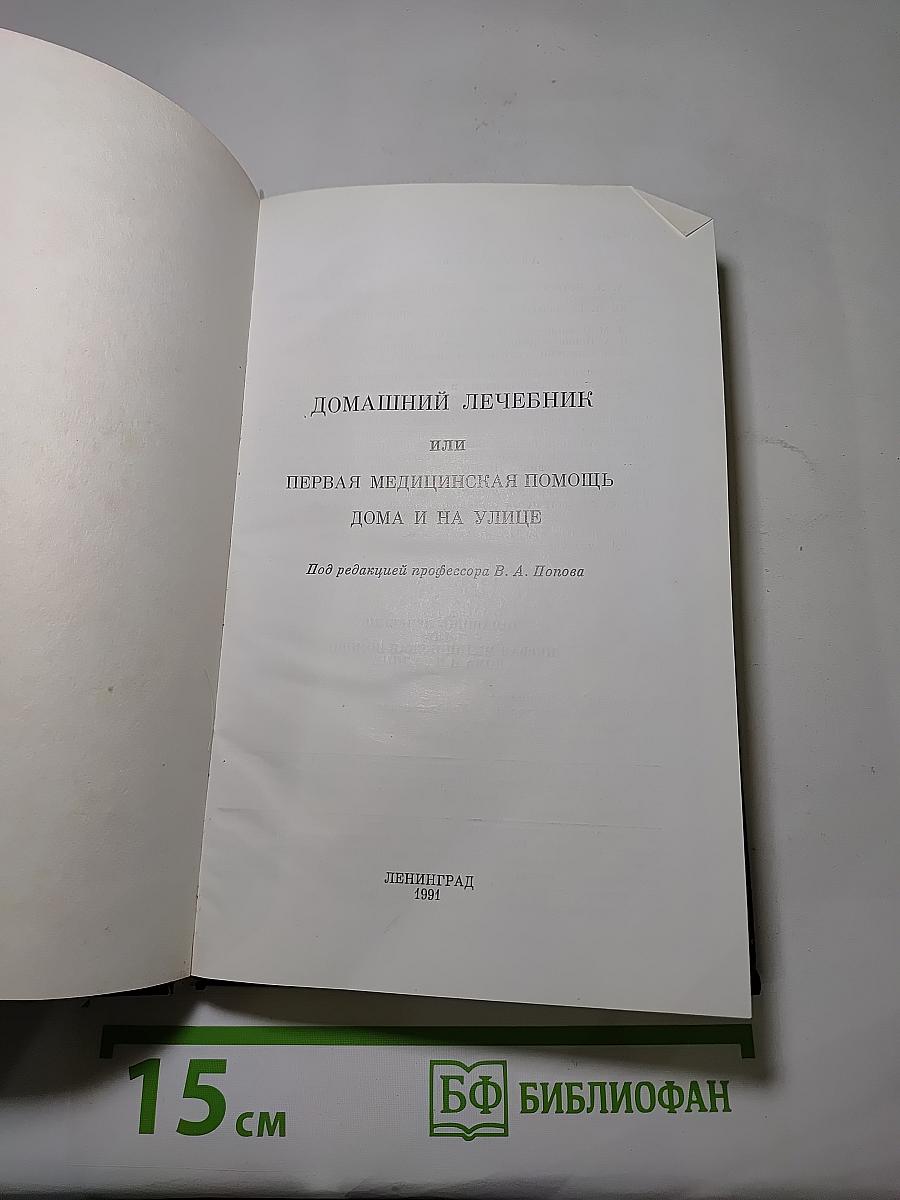 ДОМАШНИЙ ЛЕЧЕБНИК
ИЛИ
ПЕРВАЯ МЕДИЦИНСКАЯ ПОМОЩЬ
ДОМА И НА УЛИЦЕ
Под редакцией профессора В. А. Попова
ЛЕНИНГРАД
1991
15 см
БФ БИБЛИОФАН